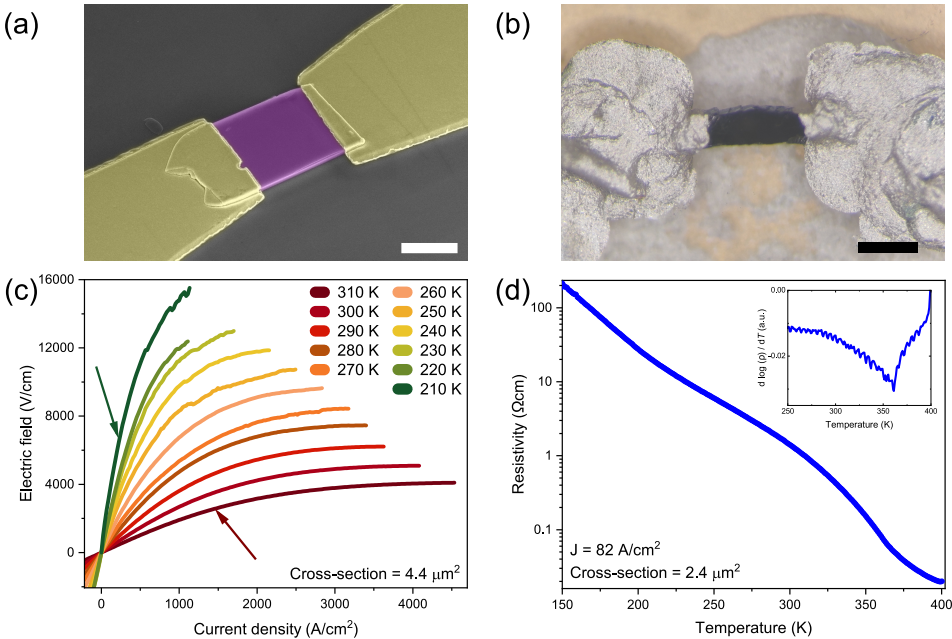 (a)
(b)
(c)
16000
12000
8000
4000
0
Electric field (V/cm)
310 K
300 K
290 K
280 K
270 K
260 K
250 K
240 K
230 K
220 K
210 K
Cross-section = 4.4 μm²
0
1000
2000
3000
4000
Current density (A/cm²)
(d)
100
10
1
0.1
Resistivity (Ωcm)
0.00
-0.02
d log (ρ) / dT (a.u.)
250
300
350
400
Temperature (K)
J = 82 A/cm²
Cross-section = 2.4 μm²
150
200
250
300
350
400
Temperature (K)